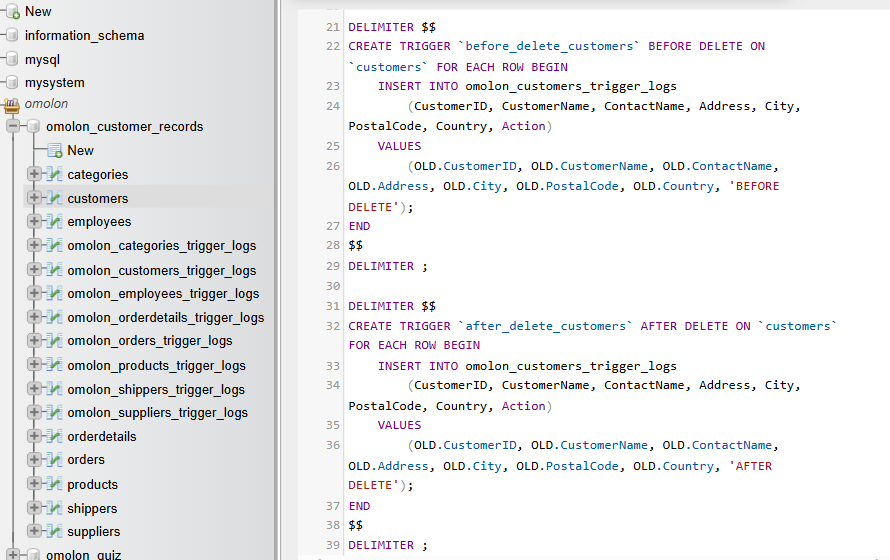 New
information_schema
mysql
mysystem
omolon
omolon_customer_records
New
categories
customers
employees
omolon_categories_trigger_logs
omolon_customers_trigger_logs
omolon_employees_trigger_logs
omolon_orderdetails_trigger_logs
omolon_orders_trigger_logs
omolon_products_trigger_logs
omolon_shippers_trigger_logs
omolon_suppliers_trigger_logs
orderdetails
orders
products
shippers
suppliers
omolon_quiz
21 DELIMITER $$
22 CREATE TRIGGER `before_delete_customers` BEFORE DELETE ON
`customers` FOR EACH ROW BEGIN
23 INSERT INTO omolon_customers_trigger_logs
24 (CustomerID, CustomerName, ContactName, Address, City,
PostalCode, Country, Action)
25 VALUES
26 (OLD.CustomerID, OLD.CustomerName, OLD.ContactName,
OLD.Address, OLD.City, OLD.PostalCode, OLD.Country, 'BEFORE
DELETE');
27 END
28 $$
29 DELIMITER ;
30
31 DELIMITER $$
32 CREATE TRIGGER `after_delete_customers` AFTER DELETE ON `customers`
FOR EACH ROW BEGIN
33 INSERT INTO omolon_customers_trigger_logs
34 (CustomerID, CustomerName, ContactName, Address, City,
PostalCode, Country, Action)
35 VALUES
36 (OLD.CustomerID, OLD.CustomerName, OLD.ContactName,
OLD.Address, OLD.City, OLD.PostalCode, OLD.Country, 'AFTER
DELETE');
37 END
38 $$
39 DELIMITER ;